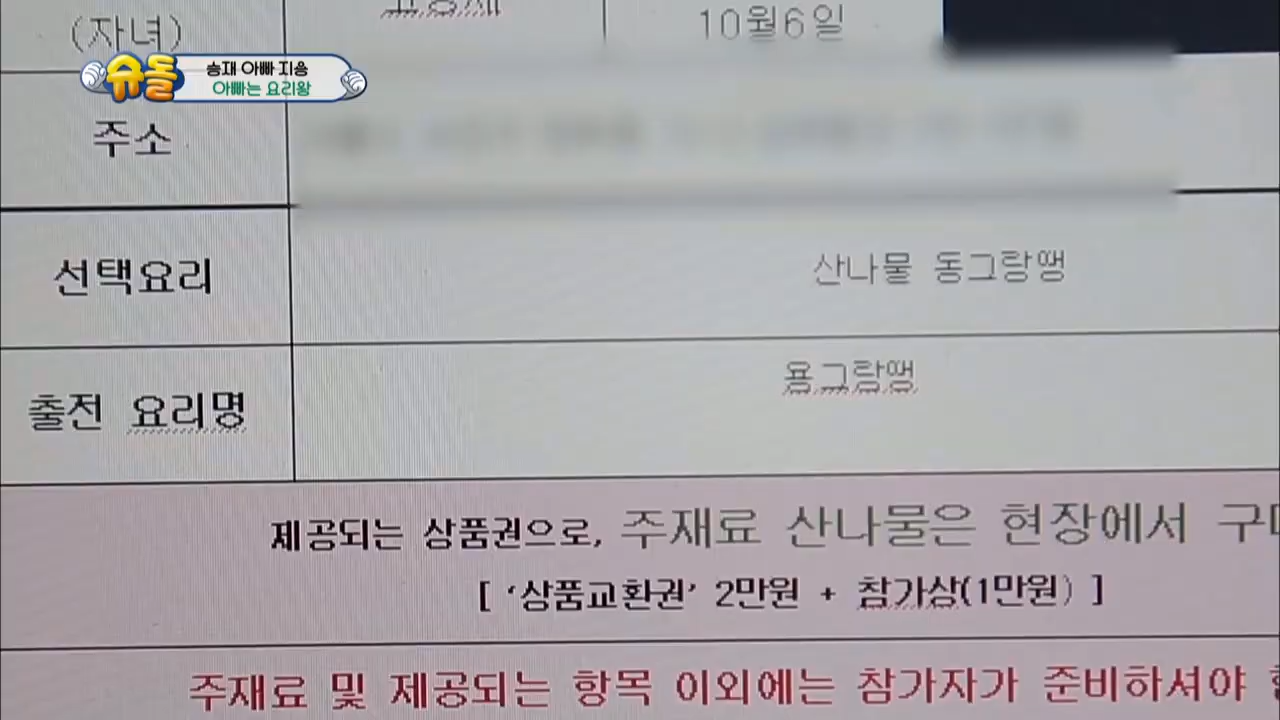 (자녀)
10월6일
슈돌
승재 아빠 지용
아빠는 요리왕
주소
선택요리
산나물 동그랑땡
출전 요리명
용그랑땡
제공되는 상품권으로, 주재료 산나물은 현장에서
[ '상품교환권' 2만원 + 참가상(1만원) ]
주재료 및 제공되는 항목 이외에는 참가자가 준비하셔야